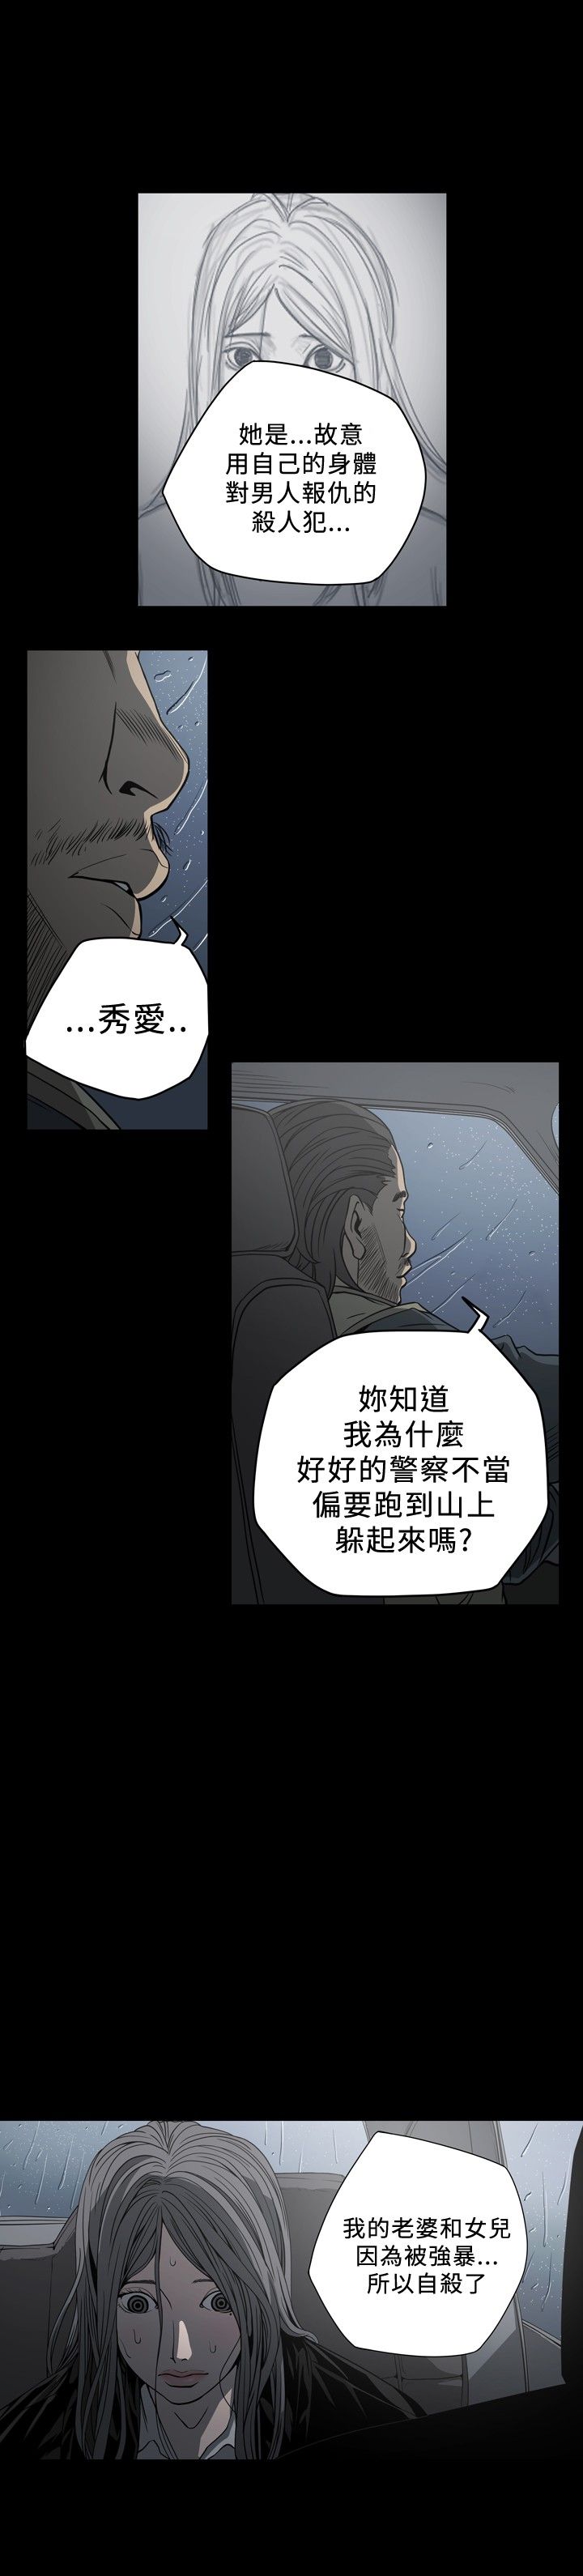 她是...故意
用自己的身體
對男人報仇的
殺人犯...
...秀愛..
妳知道
我為什麼
好好的警察不當
偏要跑到山上
躲起來嗎?
我的老婆和女兒
因為被強暴...
所以自殺了